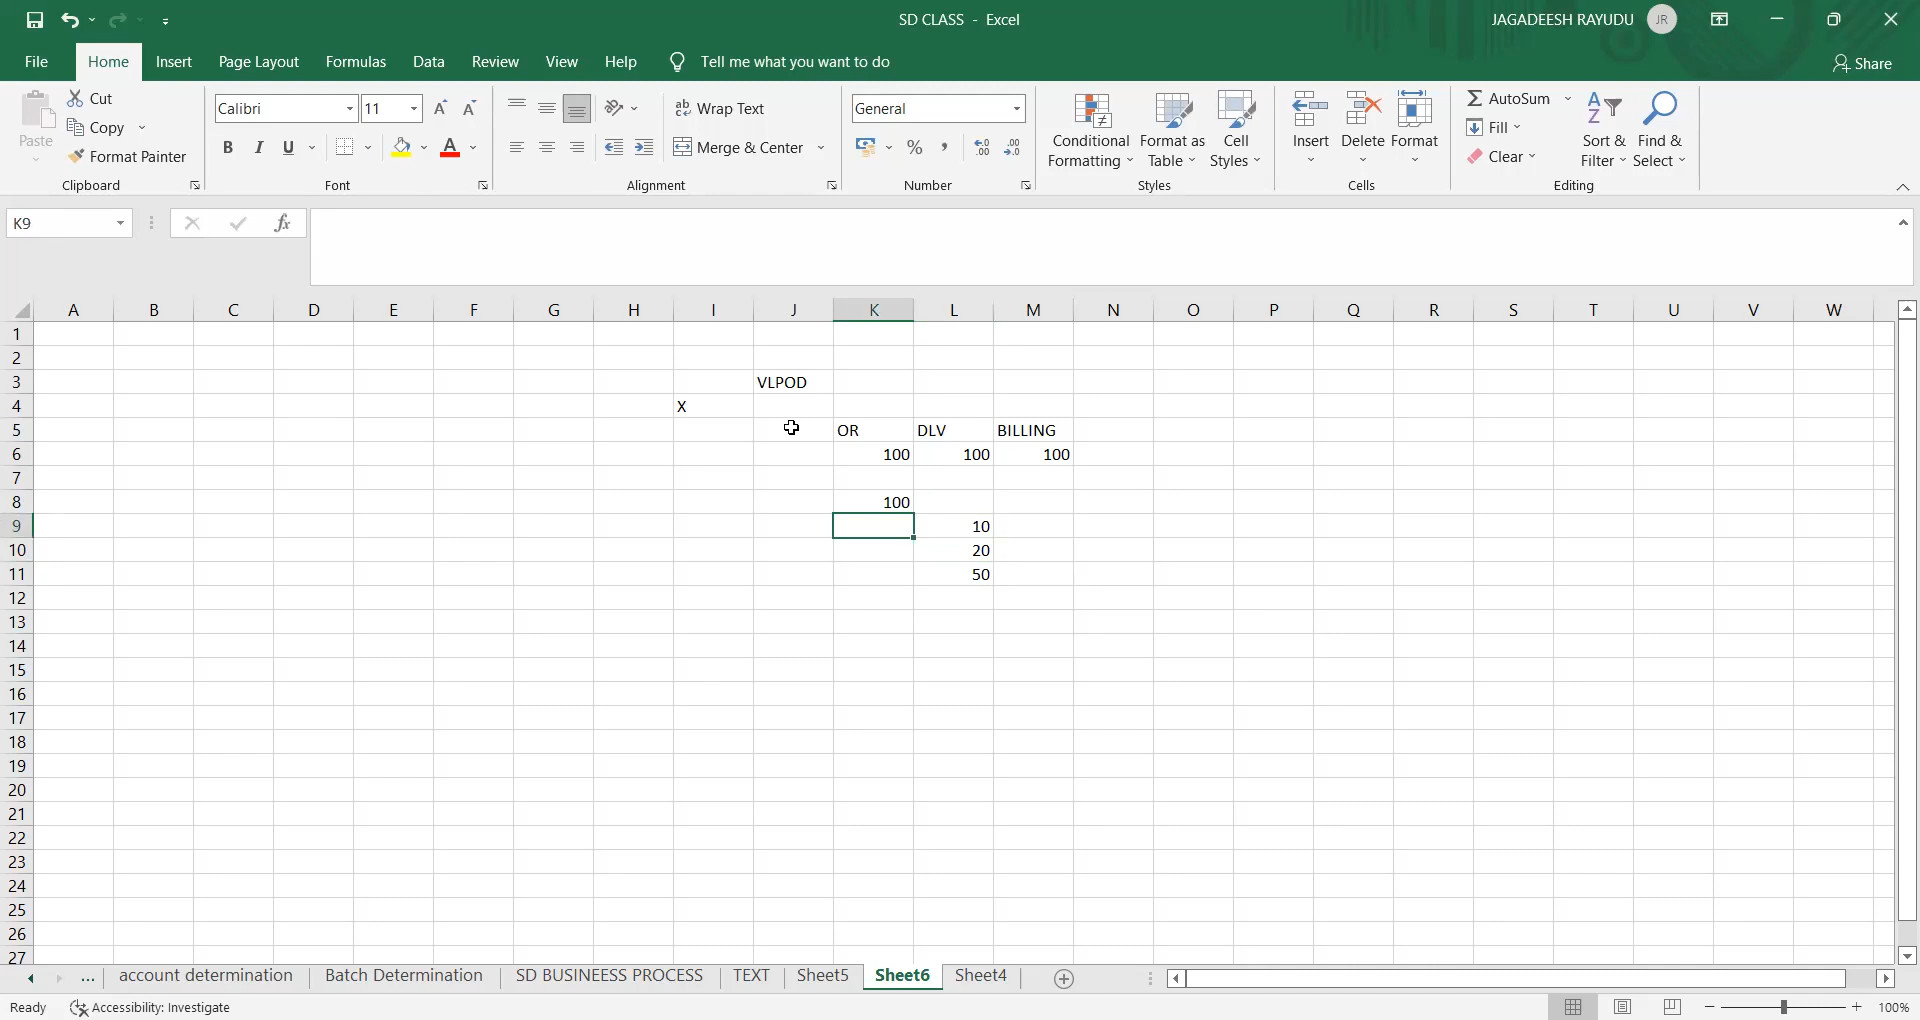 SD CLASS - Excel
JAGADEESH RAYUDU
JR
File
Home
Insert
Page Layout
Formulas
Data
Review
View
Help
Tell me what you want to do
Share
Paste
Cut
Copy
Format Painter
Clipboard
Calibri
11
B I U
A
Font
Wrap Text
Merge & Center
Alignment
General
%
Number
Conditional Formatting
Format as Table
Cell Styles
Styles
Insert
Delete
Format
Cells
AutoSum
Fill
Clear
Sort & Filter
Find & Select
Editing
K9
fx
A B C D E F G H I J K L M N O P Q R S T U V W
1
2
3 VLPOD
4 X
5 OR DLV BILLING
6 100 100 100
7
8 100
9 10
10 20
11 50
12
13
14
15
16
17
18
19
20
21
22
23
24
25
26
27
... account determination Batch Determination SD BUSINEESS PROCESS TEXT Sheet5 Sheet6 Sheet4
Ready
Accessibility: Investigate
100%